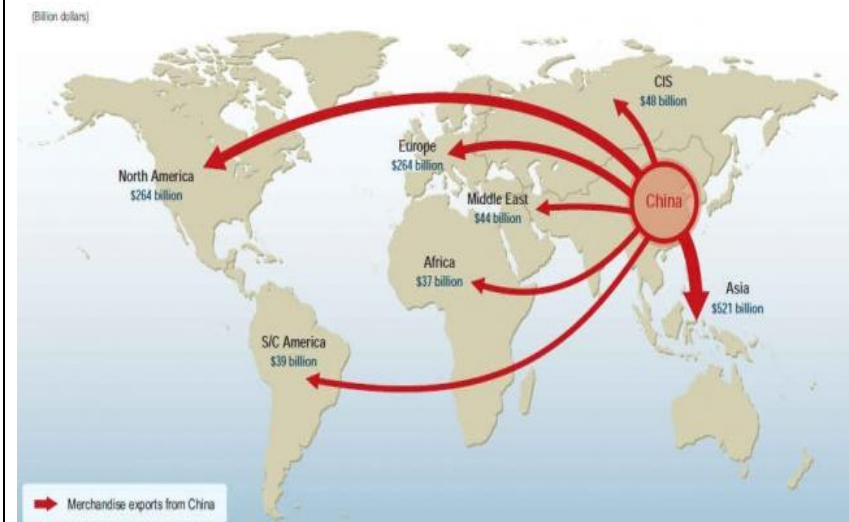 (Billion dollars)
CIS
$48 billion
Europe
$264 billion
North America
$264 billion
Middle East
$44 billion
China
Africa
$37 billion
Asia
$521 billion
S/C America
$39 billion
Merchandise exports from China